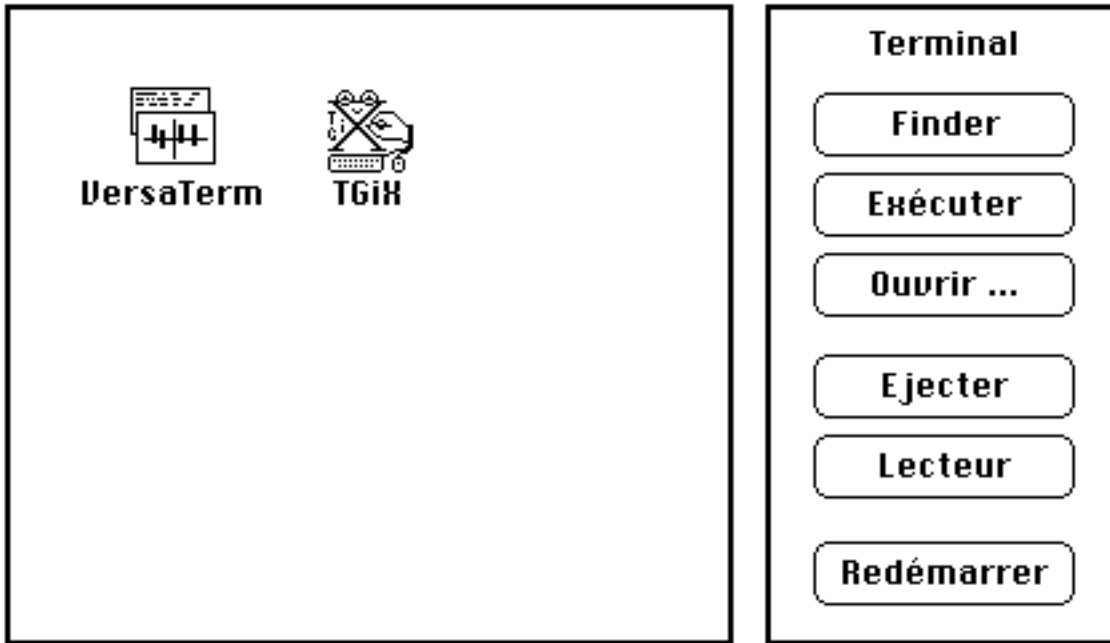 VersaTerm
TGiX
Terminal
Finder
Exécuter
Ouvrir ...
Ejecter
Lecteur
Redémarrer